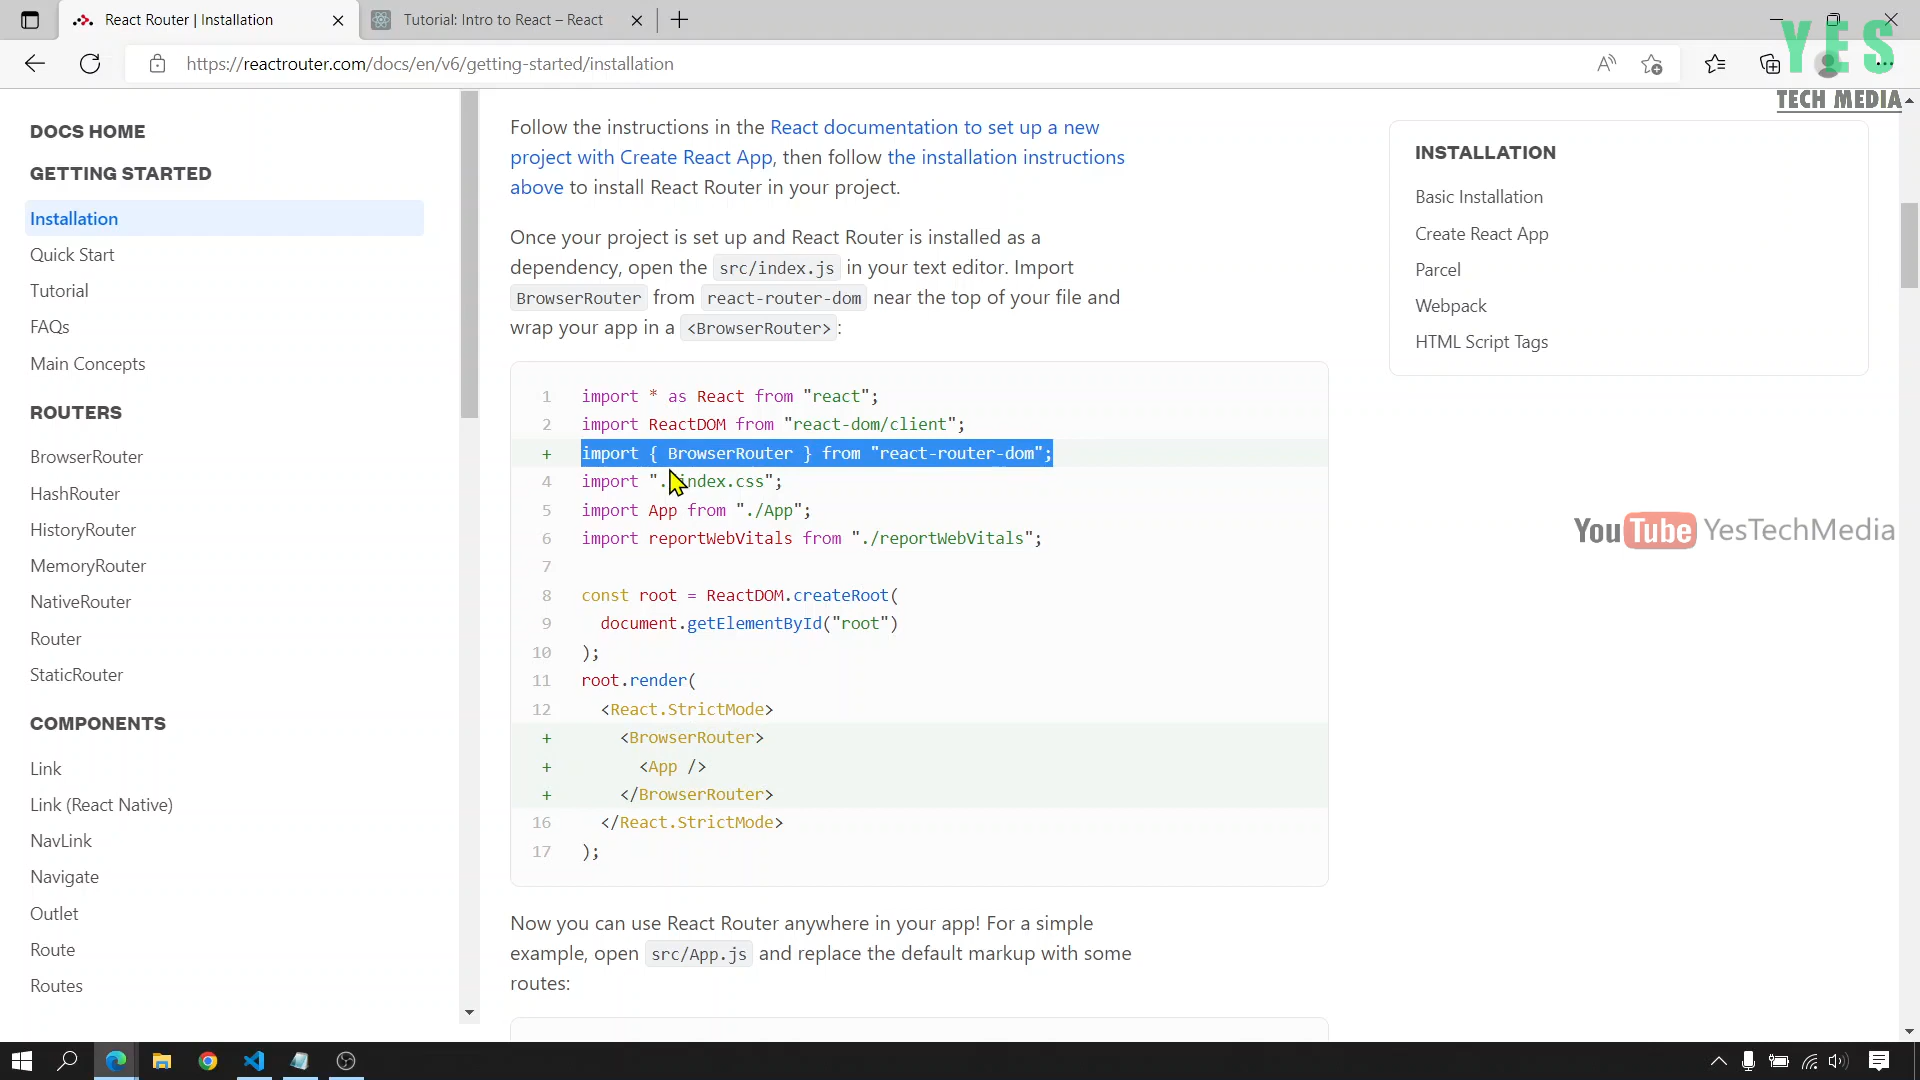 React Router | Installation
Tutorial: Intro to React – React
https://reactrouter.com/docs/en/v6/getting-started/installation
YES
TECH MEDIA
DOCS HOME
GETTING STARTED
Installation
Quick Start
Tutorial
FAQs
Main Concepts
ROUTERS
BrowserRouter
HashRouter
HistoryRouter
MemoryRouter
NativeRouter
Router
StaticRouter
COMPONENTS
Link
Link (React Native)
NavLink
Navigate
Outlet
Route
Routes
Follow the instructions in the React documentation to set up a new
project with Create React App, then follow the installation instructions
above to install React Router in your project.
Once your project is set up and React Router is installed as a
dependency, open the src/index.js in your text editor. Import
BrowserRouter from react-router-dom near the top of your file and
wrap your app in a <BrowserRouter>:
1 import * as React from "react";
2 import ReactDOM from "react-dom/client";
+ import { BrowserRouter } from "react-router-dom";
4 import "./index.css";
5 import App from "./App";
6 import reportWebVitals from "./reportWebVitals";
7
8 const root = ReactDOM.createRoot(
9 document.getElementById("root")
10 );
11 root.render(
12 <React.StrictMode>
+ <BrowserRouter>
+ <App />
+ </BrowserRouter>
16 </React.StrictMode>
17 );
Now you can use React Router anywhere in your app! For a simple
example, open src/App.js and replace the default markup with some
routes:
INSTALLATION
Basic Installation
Create React App
Parcel
Webpack
HTML Script Tags
YouTube YesTechMedia